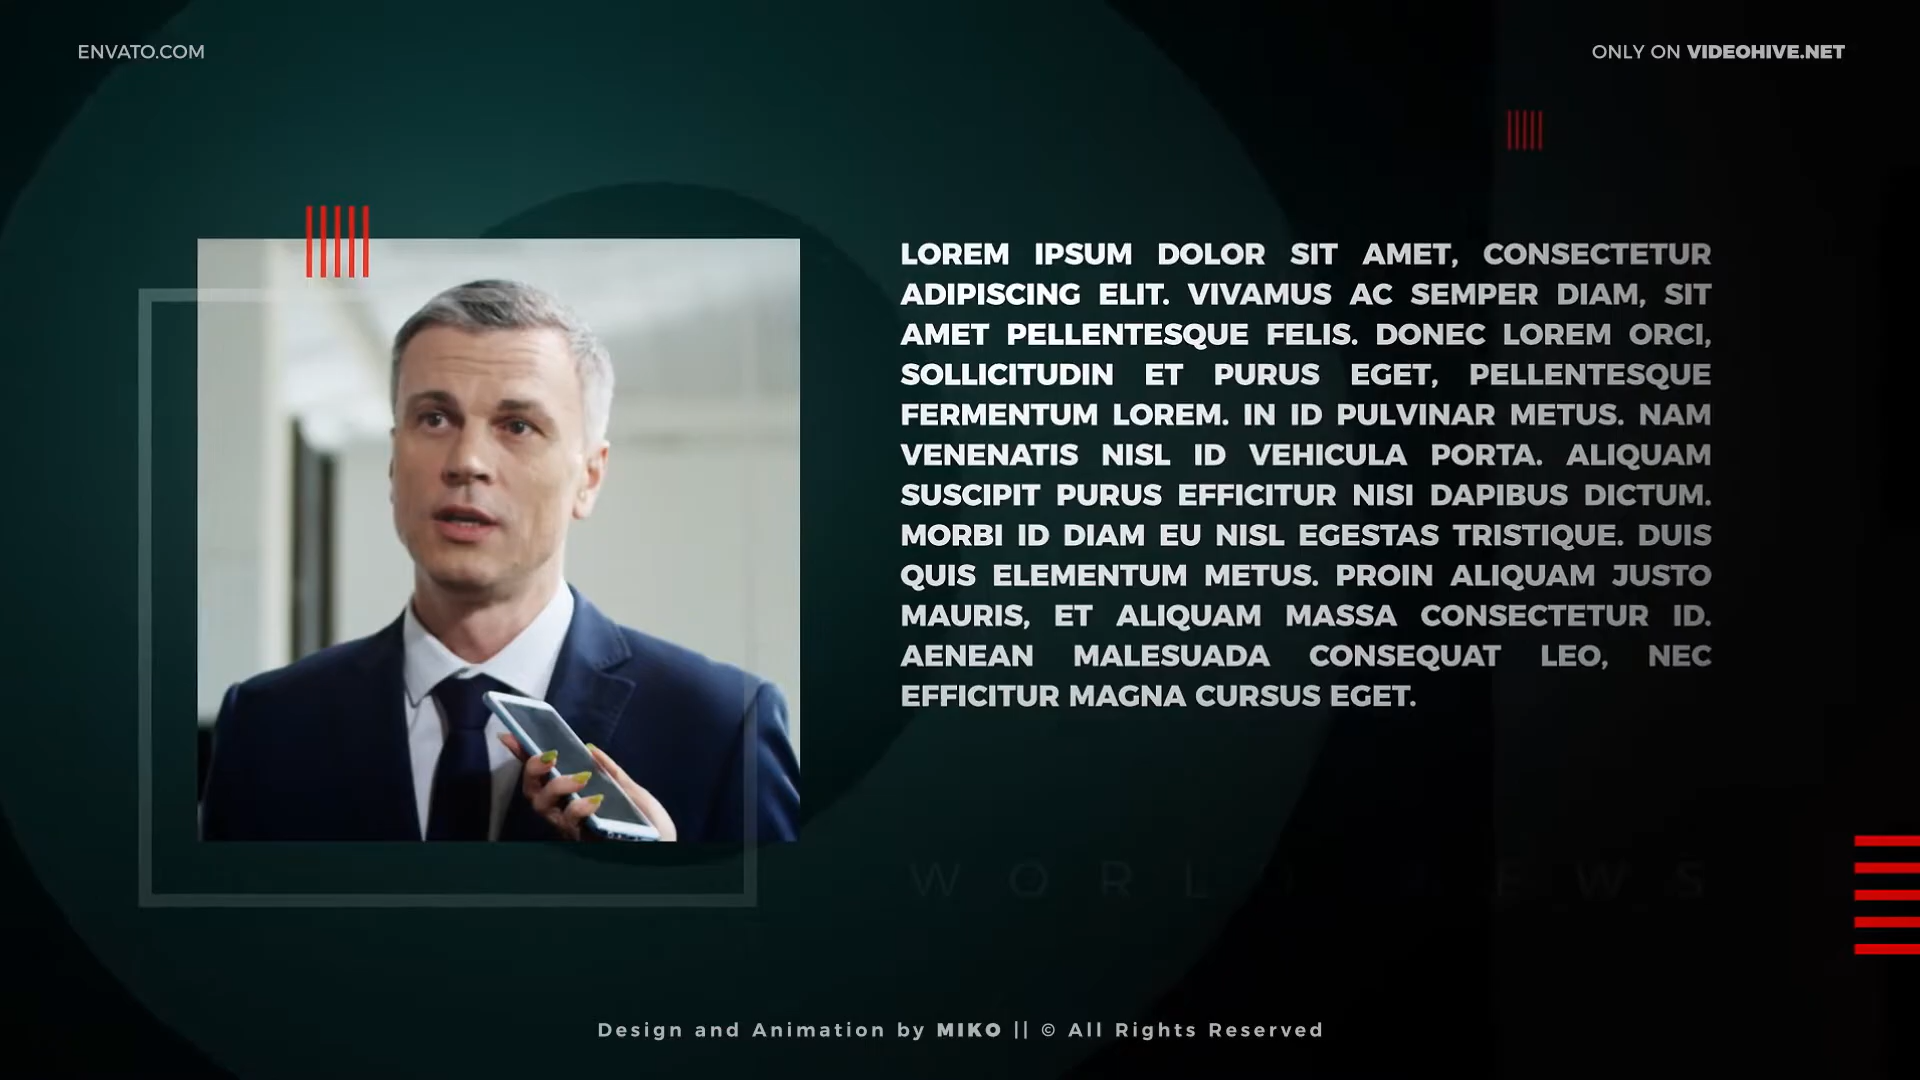 ENVATO.COM
ONLY ON VIDEOHIVE.NET
LOREM IPSUM DOLOR SIT AMET, CONSECTETUR
ADIPISCING ELIT. VIVAMUS AC SEMPER DIAM, SIT
AMET PELLENTESQUE FELIS. DONEC LOREM ORCI,
SOLLICITUDIN ET PURUS EGET, PELLENTESQUE
FERMENTUM LOREM. IN ID PULVINAR METUS. NAM
VENENATIS NISL ID VEHICULA PORTA. ALIQUAM
SUSCIPIT PURUS EFFICITUR NISI DAPIBUS DICTUM.
MORBI ID DIAM EU NISL EGESTAS TRISTIQUE. DUIS
QUIS ELEMENTUM METUS. PROIN ALIQUAM JUSTO
MAURIS, ET ALIQUAM MASSA CONSECTETUR ID.
AENEAN MALESUADA CONSEQUAT LEO, NEC
EFFICITUR MAGNA CURSUS EGET.
Design and Animation by MIKO || © All Rights Reserved